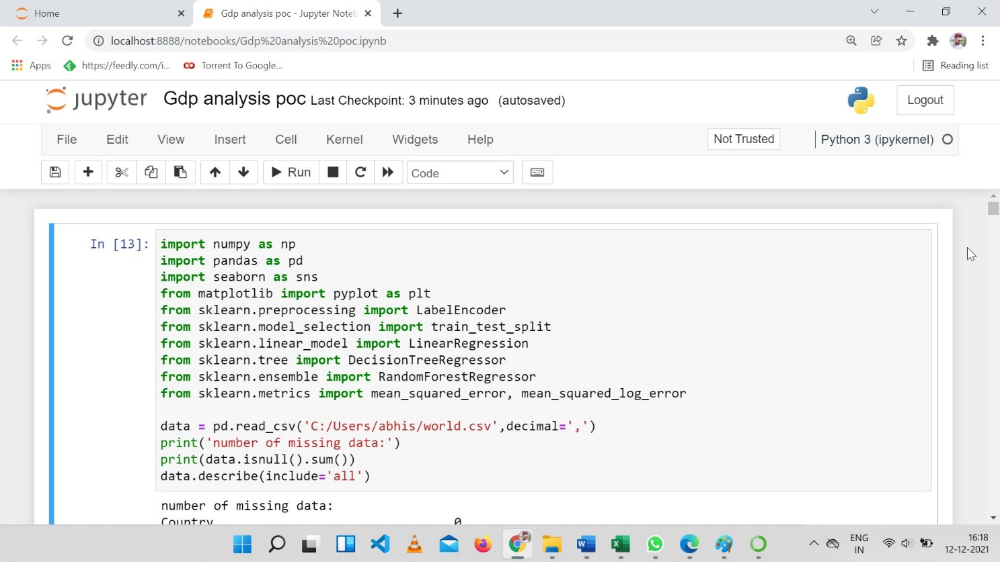 Home
Gdp analysis poc - Jupyter Noteb
localhost:8888/notebooks/Gdp%20analysis%20poc.ipynb
Apps
https://feedly.com/i...
Torrent To Google...
Reading list
jupyter
Gdp analysis poc Last Checkpoint: 3 minutes ago (autosaved)
Logout
File Edit View Insert Cell Kernel Widgets Help
Not Trusted
Python 3 (ipykernel)
Run
Code
In [13]:
import numpy as np
import pandas as pd
import seaborn as sns
from matplotlib import pyplot as plt
from sklearn.preprocessing import LabelEncoder
from sklearn.model_selection import train_test_split
from sklearn.linear_model import LinearRegression
from sklearn.tree import DecisionTreeRegressor
from sklearn.ensemble import RandomForestRegressor
from sklearn.metrics import mean_squared_error, mean_squared_log_error
data = pd.read_csv('C:/Users/abhis/world.csv',decimal=',')
print('number of missing data:')
print(data.isnull().sum())
data.describe(include='all')
number of missing data:
Country 0
ENG
IN
16:18
12-12-2021